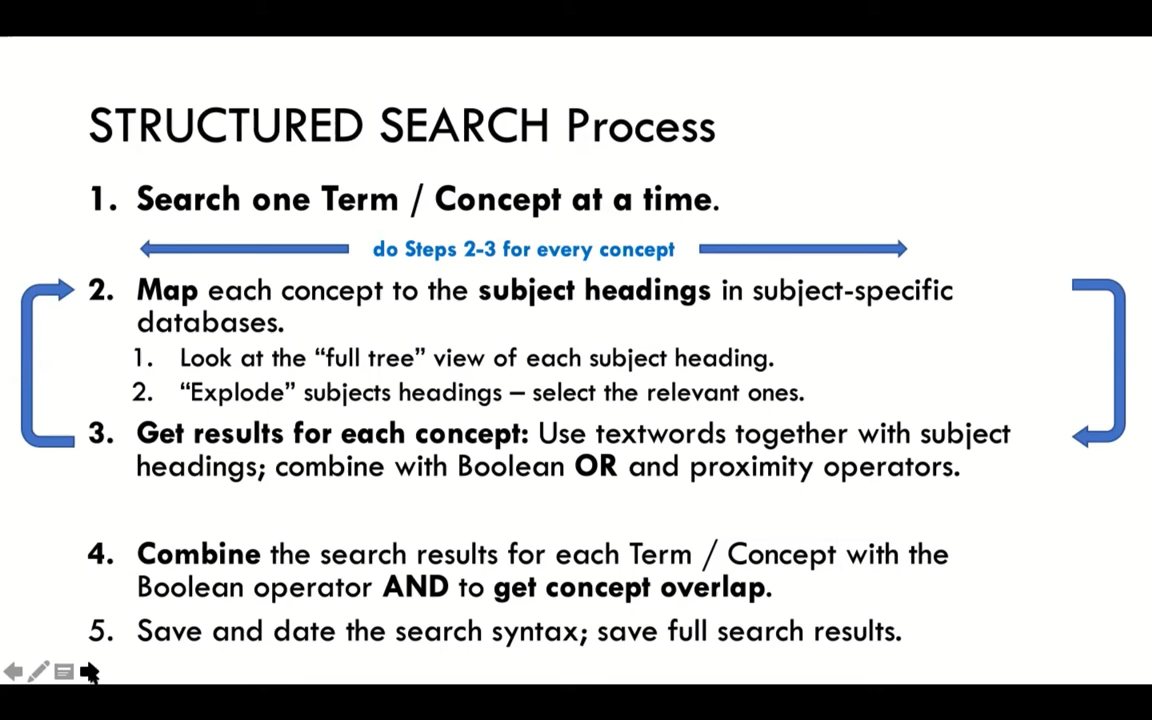 STRUCTURED SEARCH Process
1. Search one Term / Concept at a time.
do Steps 2-3 for every concept
2. Map each concept to the subject headings in subject-specific
databases.
1. Look at the “full tree” view of each subject heading.
2. “Explode” subjects headings – select the relevant ones.
3. Get results for each concept: Use textwords together with subject
headings; combine with Boolean OR and proximity operators.
4. Combine the search results for each Term / Concept with the
Boolean operator AND to get concept overlap.
5. Save and date the search syntax; save full search results.